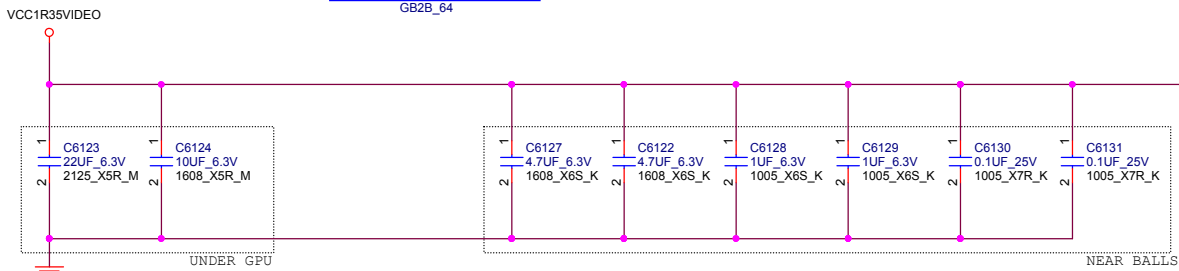 GB2B_64
VCC1R35VIDEO
1
C6123
22UF_6.3V
2125_X5R_M
2
1
C6124
10UF_6.3V
1608_X5R_M
2
1
C6127
4.7UF_6.3V
1608_X6S_K
2
1
C6122
4.7UF_6.3V
1608_X6S_K
2
1
C6128
1UF_6.3V
1005_X6S_K
2
1
C6129
1UF_6.3V
1005_X6S_K
2
1
C6130
0.1UF_25V
1005_X7R_K
2
1
C6131
0.1UF_25V
1005_X7R_K
2
UNDER GPU
NEAR BALLS